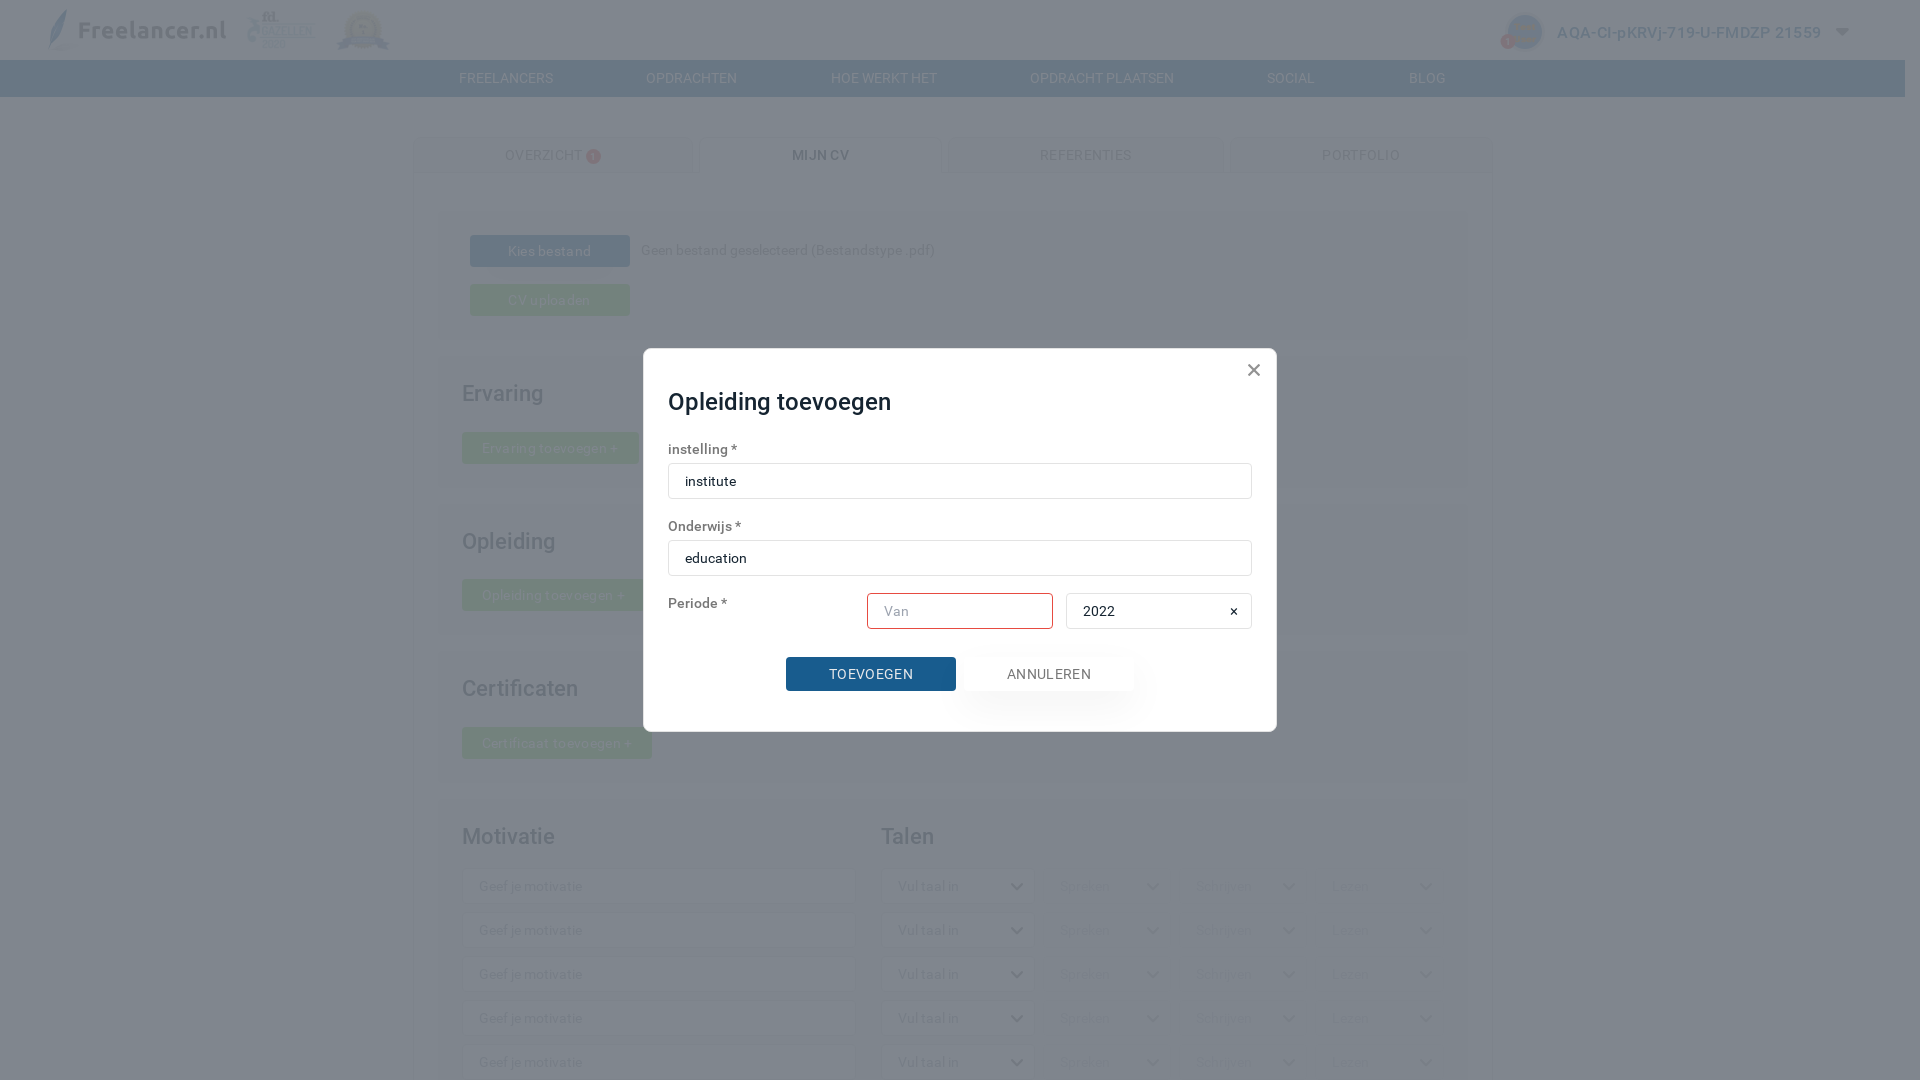 Freelancer.nl
fd.
AQA-CI-pKRVj-719-U-FMDZP 21559
FREELANCERS
OPDRACHTEN
HOE WERKT HET
OPDRACHT PLAATSEN
SOCIAL
BLOG
OVERZICHT
MIJN CV
REFERENTIES
PORTFOLIO
Kies bestand
Geen bestand geselecteerd (Bestandstype .pdf)
CV uploaden
Ervaring
Ervaring toevoegen +
Opleiding
Opleiding toevoegen +
Certificaten
Certificaat toevoegen +
Opleiding toevoegen
instelling *
institute
Onderwijs *
education
Periode *
Van
2022
×
TOEVOEGEN
ANNULEREN
Motivatie
Talen
Geef je motivatie
Vul taal in
Geef je motivatie
Vul taal in
Geef je motivatie
Vul taal in
Geef je motivatie
Vul taal in
Geef je motivatie
Vul taal in